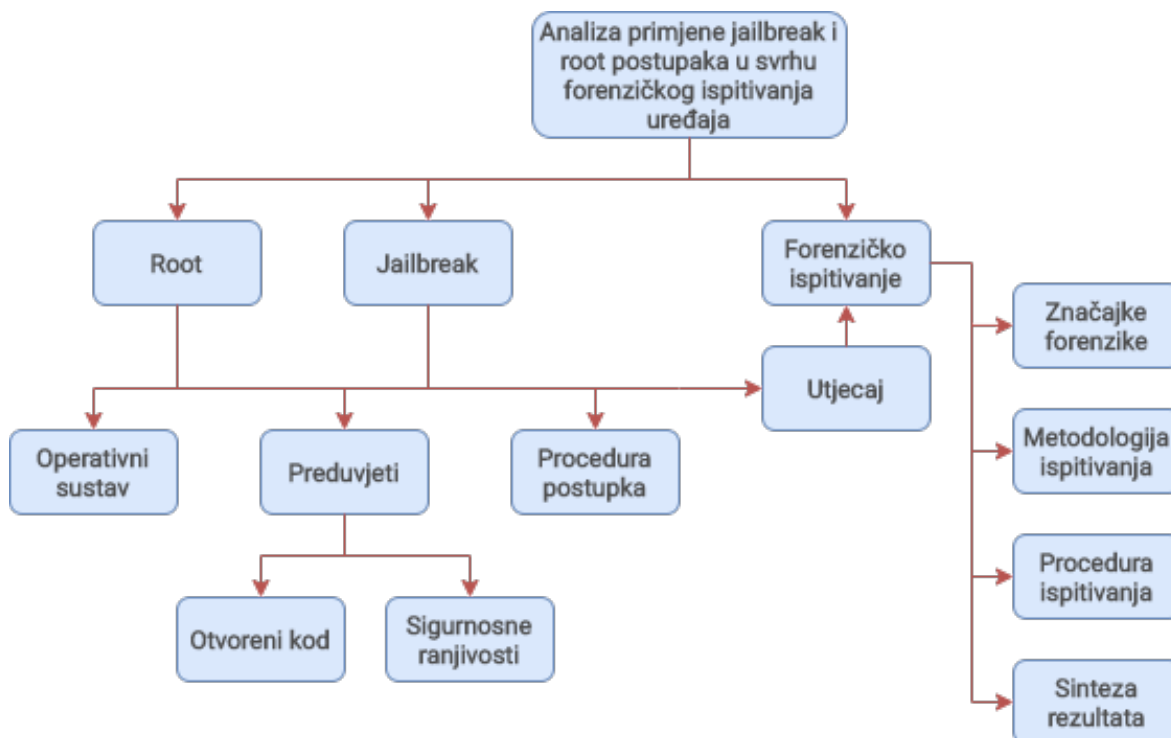 Analiza primjene jailbreak i
root postupaka u svrhu
forenzičkog ispitivanja
uređaja
Root
Jailbreak
Forenzičko
ispitivanje
Značajke
forenzike
Utjecaj
Operativni
sustav
Preduvjeti
Procedura
postupka
Metodologija
ispitivanja
Otvoreni kod
Sigurnosne
ranjivosti
Procedura
ispitivanja
Sinteza
rezultata